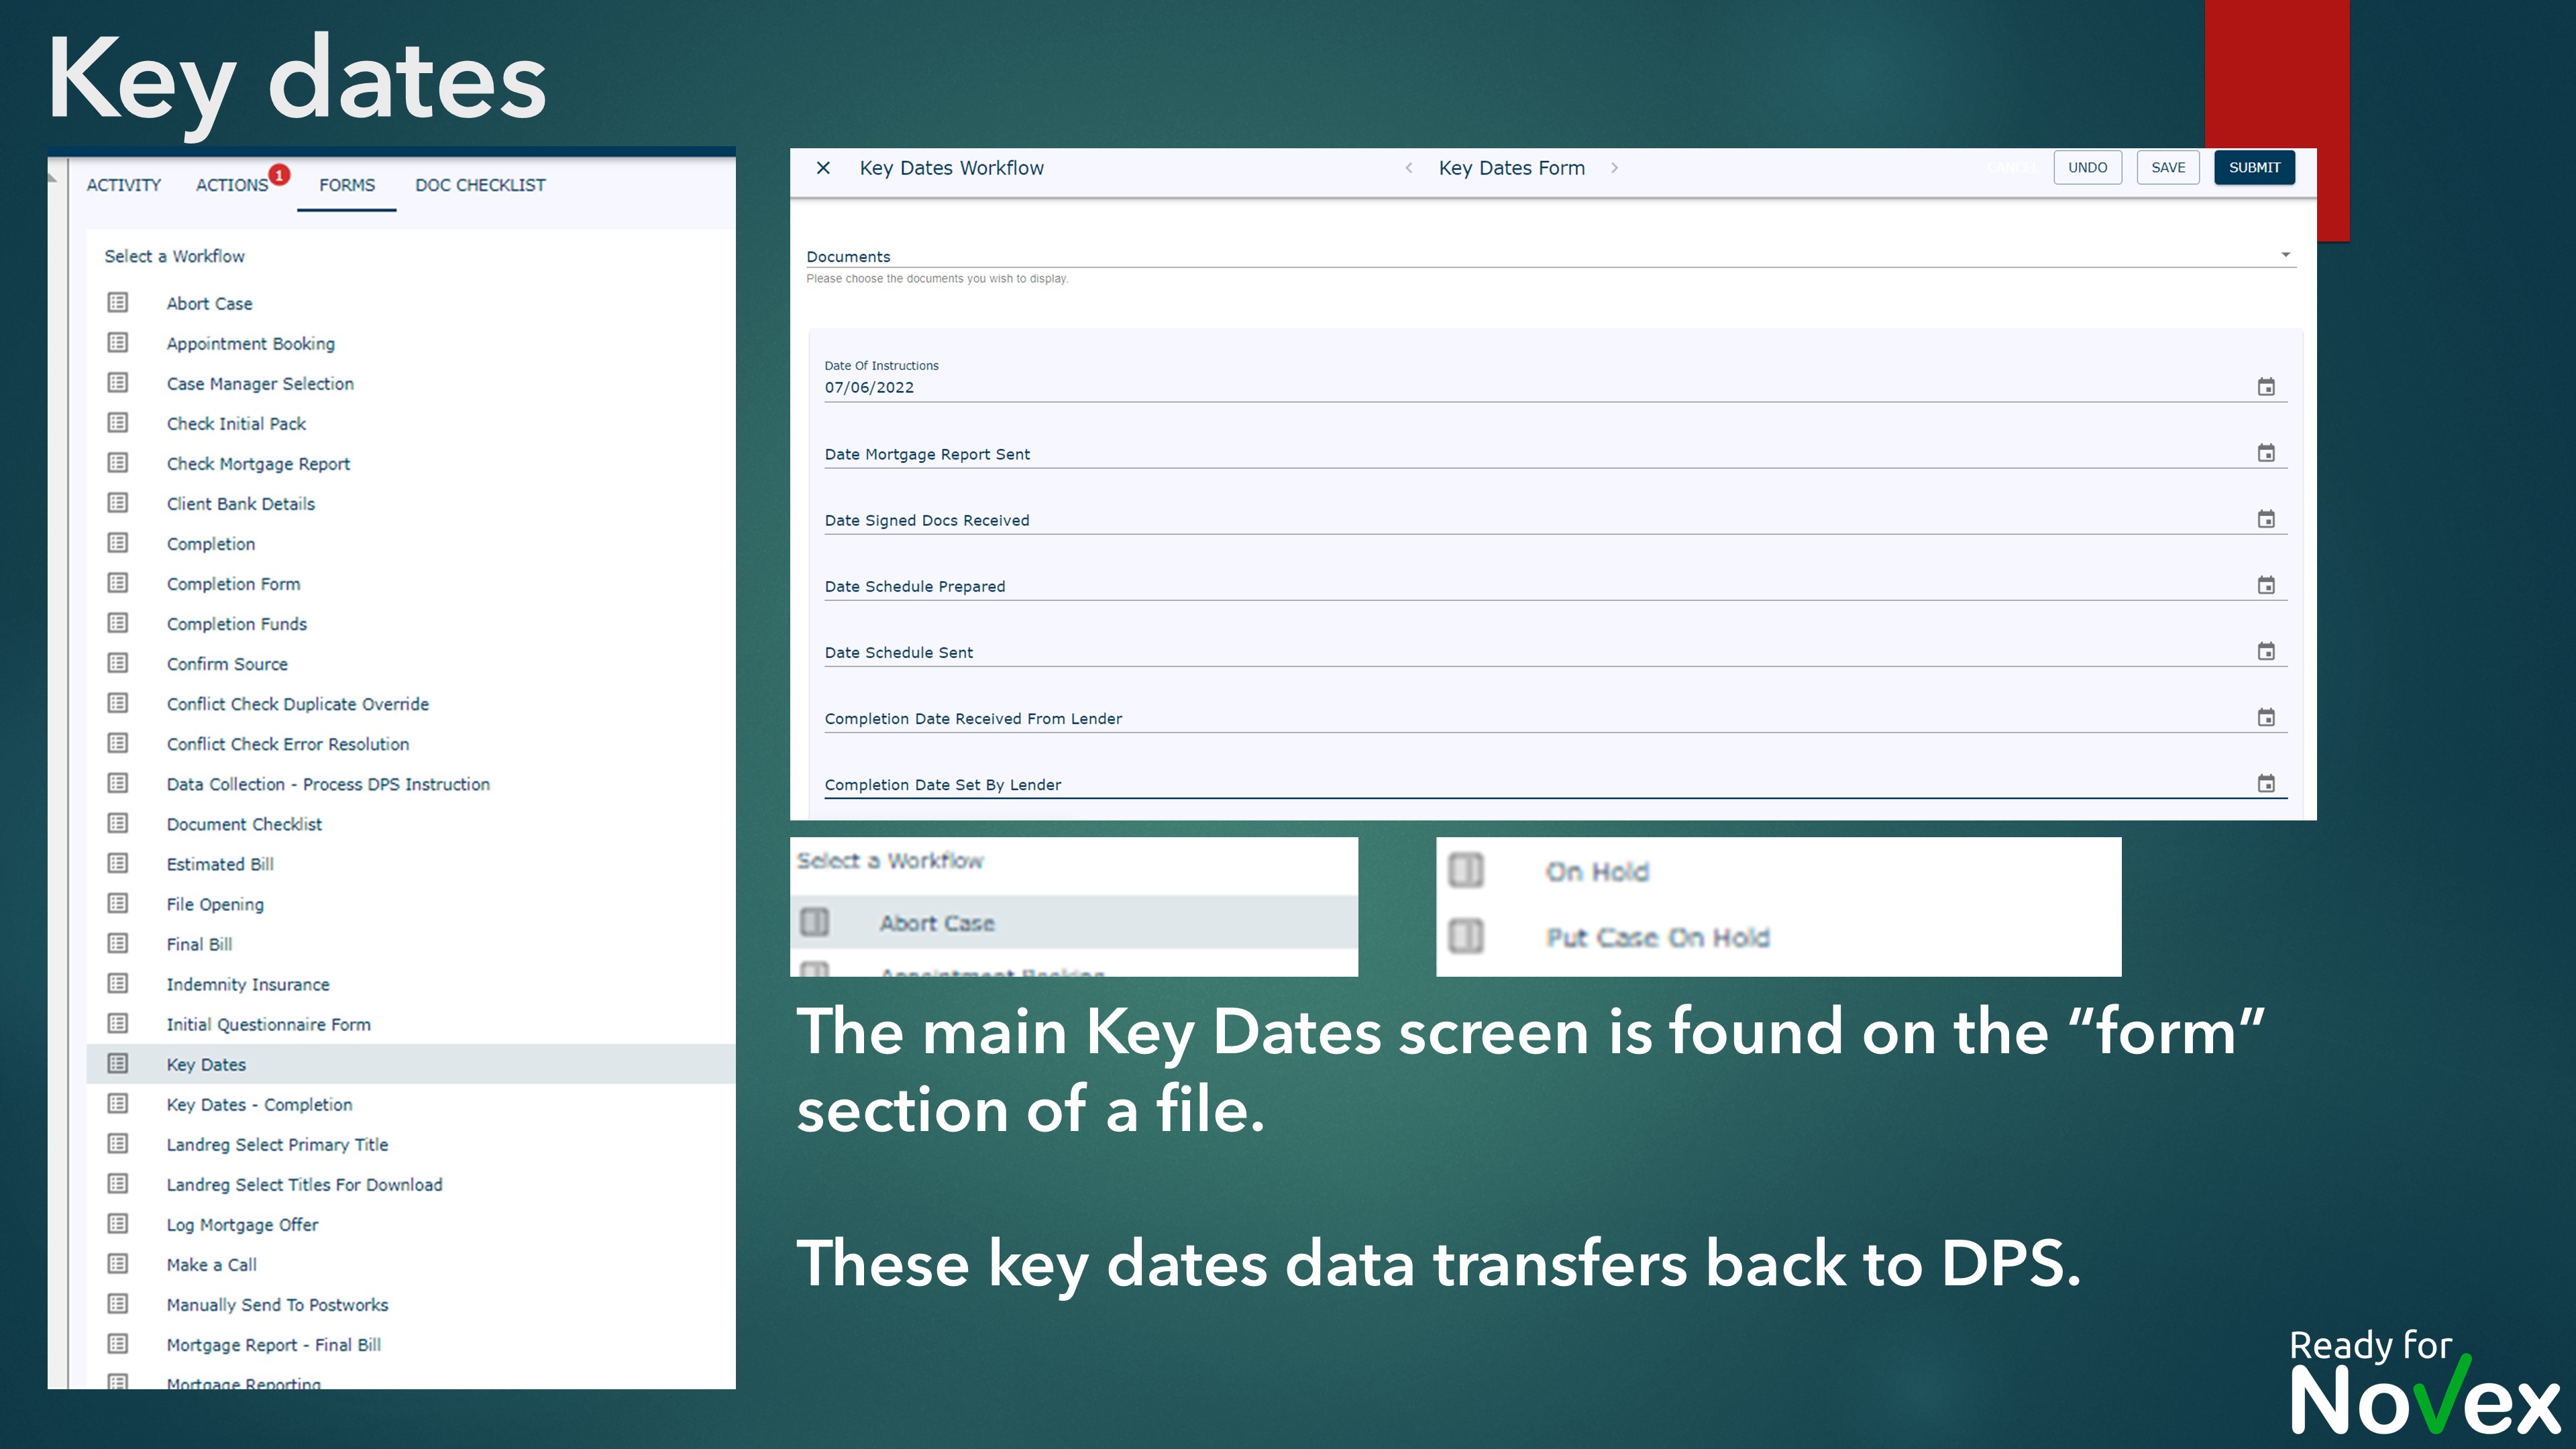 Key dates
ACTIVITY ACTIONS 1 FORMS DOC CHECKLIST
Select a Workflow
Abort Case
Appointment Booking
Case Manager Selection
Check Initial Pack
Check Mortgage Report
Client Bank Details
Completion
Completion Form
Completion Funds
Confirm Source
Conflict Check Duplicate Override
Conflict Check Error Resolution
Data Collection - Process DPS Instruction
Document Checklist
Estimated Bill
File Opening
Final Bill
Indemnity Insurance
Initial Questionnaire Form
Key Dates
Key Dates - Completion
Landreg Select Primary Title
Landreg Select Titles For Download
Log Mortgage Offer
Make a Call
Manually Send To Postworks
Mortgage Report - Final Bill
Mortgage Reporting
Key Dates Workflow Key Dates Form CANCEL UNDO SAVE SUBMIT
Documents
Please choose the documents you wish to display.
Date Of Instructions
07/06/2022
Date Mortgage Report Sent
Date Signed Docs Received
Date Schedule Prepared
Date Schedule Sent
Completion Date Received From Lender
Completion Date Set By Lender
Select a Workflow
Abort Case
Appointment Booking
On Hold
Put Case On Hold
The main Key Dates screen is found on the “form”
section of a file.
These key dates data transfers back to DPS.
Ready for
Novex